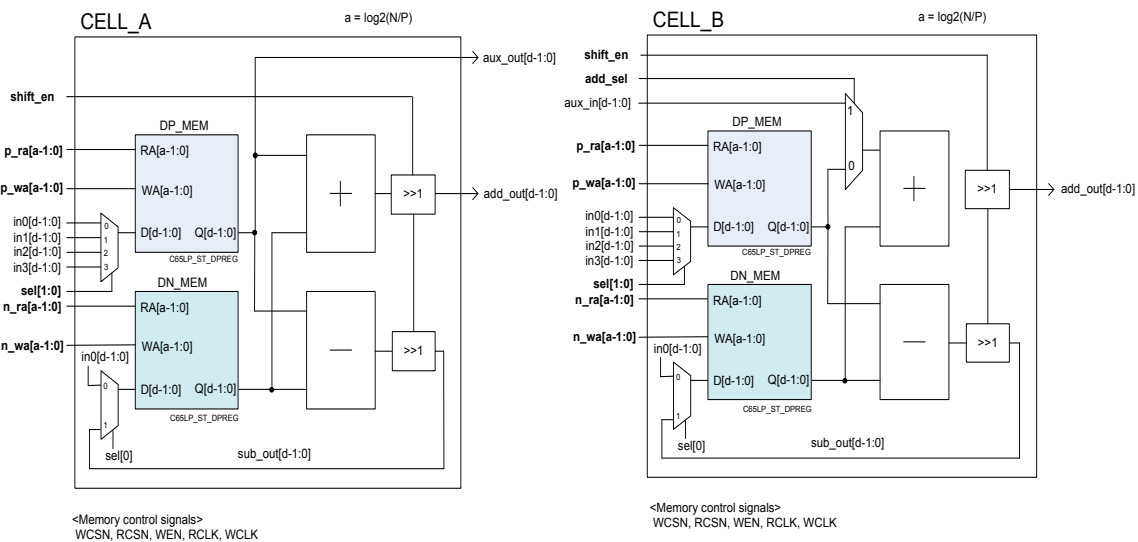 CELL_A
a = log2(N/P)
aux_out[d-1:0]
shift_en
DP_MEM
p_ra[a-1:0]
RA[a-1:0]
p_wa[a-1:0]
WA[a-1:0]
+
>>1
add_out[d-1:0]
in0[d-1:0]
in1[d-1:0]
in2[d-1:0]
in3[d-1:0]
0
1
2
3
D[d-1:0]
Q[d-1:0]
C65LP_ST_DPREG
sel[1:0]
DN_MEM
n_ra[a-1:0]
RA[a-1:0]
n_wa[a-1:0]
WA[a-1:0]
—
>>1
in0[d-1:0]
0
1
D[d-1:0]
Q[d-1:0]
C65LP_ST_DPREG
sel[0]
sub_out[d-1:0]
<Memory control signals>
WCSN, RCSN, WEN, RCLK, WCLK
CELL_B
a = log2(N/P)
shift_en
add_sel
aux_in[d-1:0]
1
0
DP_MEM
p_ra[a-1:0]
RA[a-1:0]
p_wa[a-1:0]
WA[a-1:0]
+
>>1
add_out[d-1:0]
in0[d-1:0]
in1[d-1:0]
in2[d-1:0]
in3[d-1:0]
0
1
2
3
D[d-1:0]
Q[d-1:0]
C65LP_ST_DPREG
sel[1:0]
DN_MEM
n_ra[a-1:0]
RA[a-1:0]
n_wa[a-1:0]
WA[a-1:0]
—
>>1
in0[d-1:0]
0
1
D[d-1:0]
Q[d-1:0]
C65LP_ST_DPREG
sel[0]
sub_out[d-1:0]
<Memory control signals>
WCSN, RCSN, WEN, RCLK, WCLK